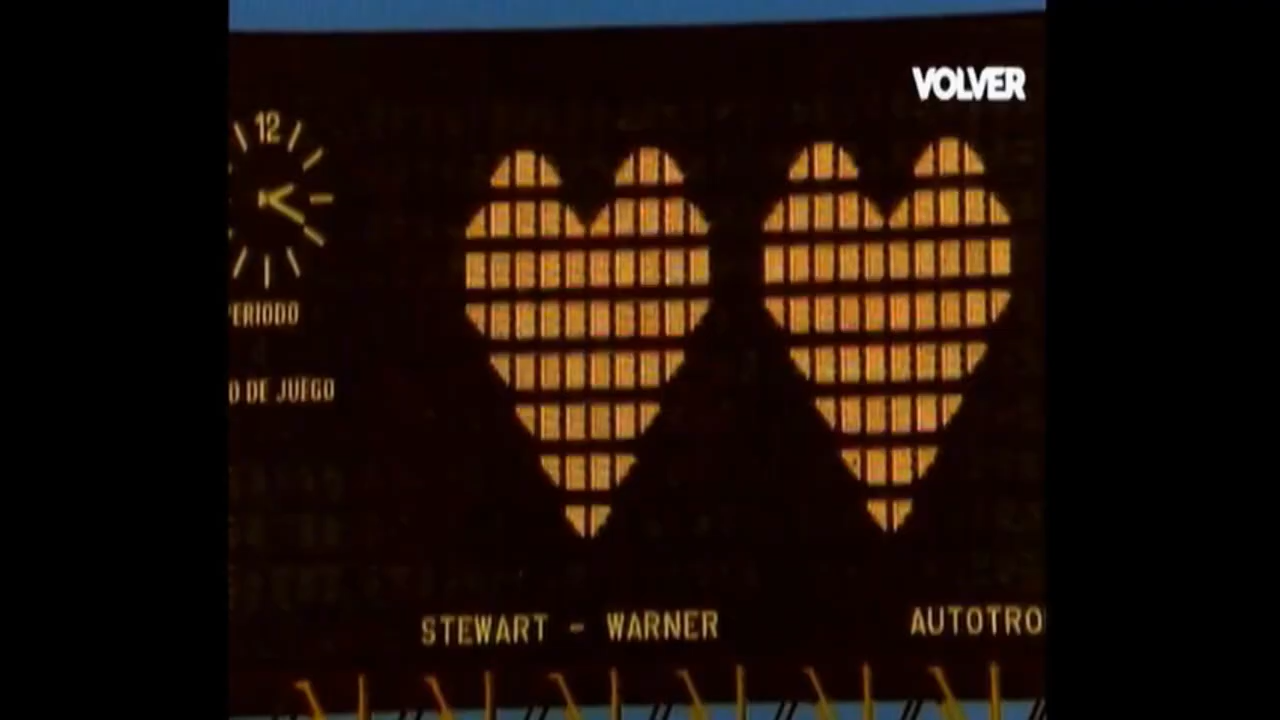 VOLVER
12
ERIODO
O DE JUEGO
STEWART - WARNER
AUTOTRO